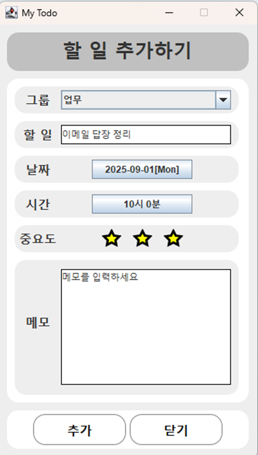 My Todo
할 일 추가하기
그룹 업무
할 일 이메일 답장 정리
날짜 2025-09-01[Mon]
시간 10시 0분
중요도
메모 메모를 입력하세요
추가 닫기